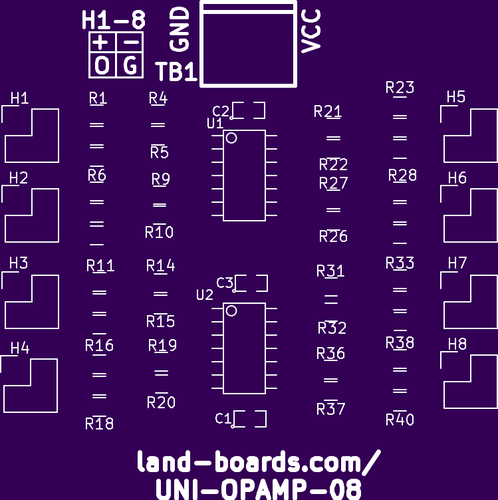 H1-8
+ -
O G
GND
VCC
TB1
R23
H1
R1
R4
C2
U1
R21
H5
R5
R22
H2
R6
R9
R27
R28
H6
R10
R26
H3
R11
R14
C3
U2
R31
R33
H7
R15
R32
H4
R16
R19
R36
R38
H8
R18
R20
C1
R37
R40
land-boards.com/
UNI-OPAMP-08